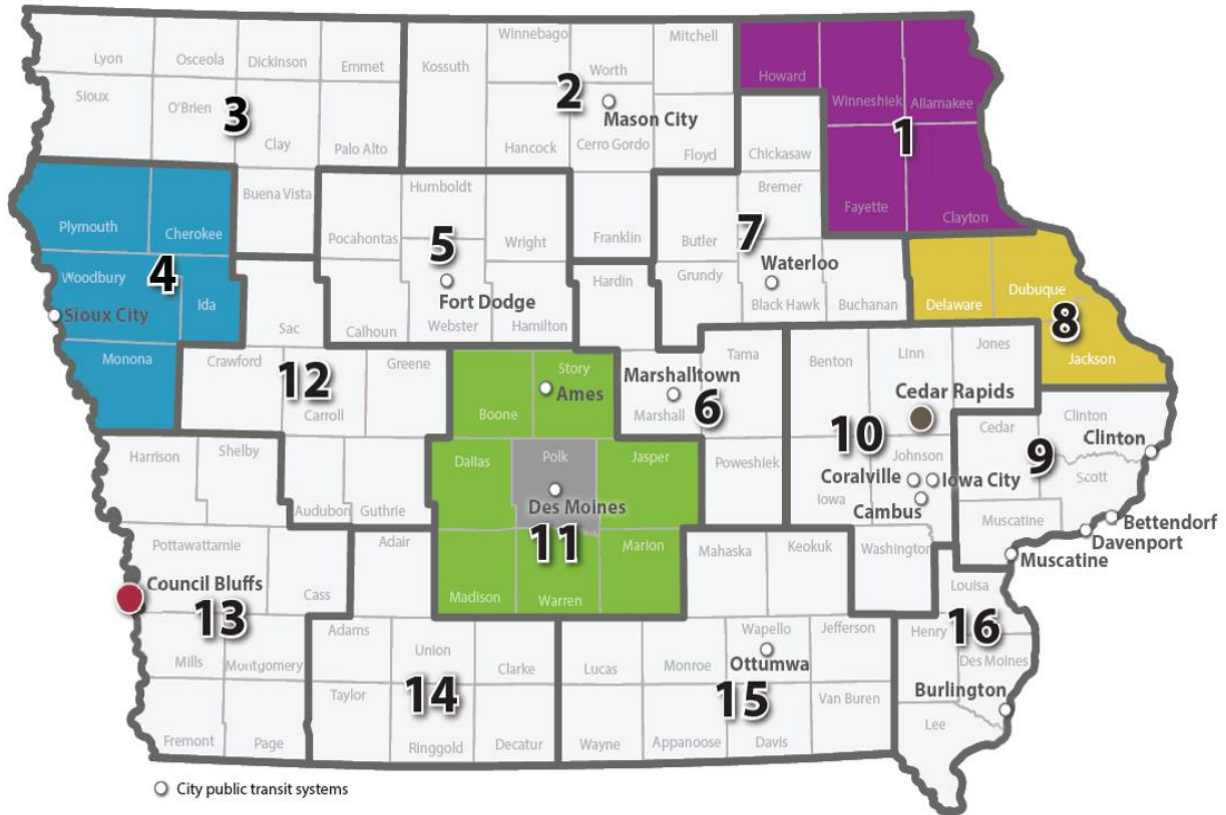 Lyon
Osceola
Dickinson
Emmet
Kossuth
Winnebago
Worth
Mitchell
Howard
Winneshiek
Allamakee
1
Sioux
O'Brien
3
Clay
Palo Alto
2
Mason City
Hancock
Cerro Gordo
Floyd
Chickasaw
Fayette
Clayton
Plymouth
Cherokee
Buena Vista
Pocahontas
Humboldt
Wright
Franklin
Butler
Bremer
7
Woodbury
4
Ida
Sioux City
Monona
Sac
Calhoun
5
Fort Dodge
Webster
Hamilton
Hardin
Grundy
Waterloo
Black Hawk
Buchanan
Delaware
Dubuque
8
Jackson
Crawford
12
Carroll
Greene
Boone
Story
Ames
Marshalltown
Marshall
6
Tama
Benton
Linn
Jones
Cedar Rapids
10
Harrison
Shelby
Audubon
Guthrie
Dallas
Polk
Des Moines
11
Jasper
Poweshiek
Iowa
Johnson
Coralville
Iowa City
Cambus
Cedar
9
Clinton
Clinton
Scott
Muscatine
Bettendorf
Davenport
Muscatine
Pottawattamie
Council Bluffs
13
Cass
Adair
Madison
Warren
Marion
Mahaska
Keokuk
Washington
Louisa
16
Mills
Montgomery
Adams
Union
Clarke
Lucas
Monroe
Wapello
Ottumwa
Jefferson
Henry
Des Moines
Burlington
Fremont
Page
Taylor
14
Ringgold
Decatur
Wayne
Appanoose
15
Davis
Van Buren
Lee
City public transit systems